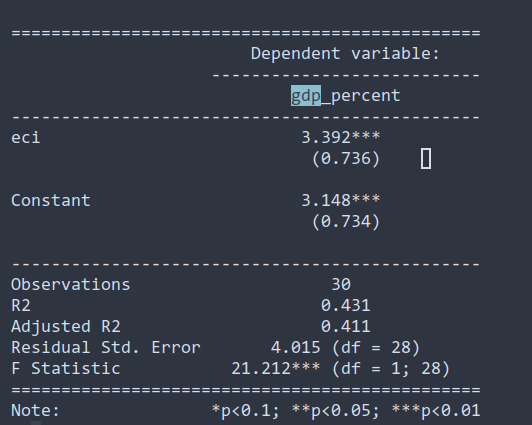 ===============================================
Dependent variable:
---------------------------
gdp_percent
-----------------------------------------------
eci 3.392***
(0.736)
Constant 3.148***
(0.734)
-----------------------------------------------
Observations 30
R2 0.431
Adjusted R2 0.411
Residual Std. Error 4.015 (df = 28)
F Statistic 21.212*** (df = 1; 28)
===============================================
Note: *p<0.1; **p<0.05; ***p<0.01